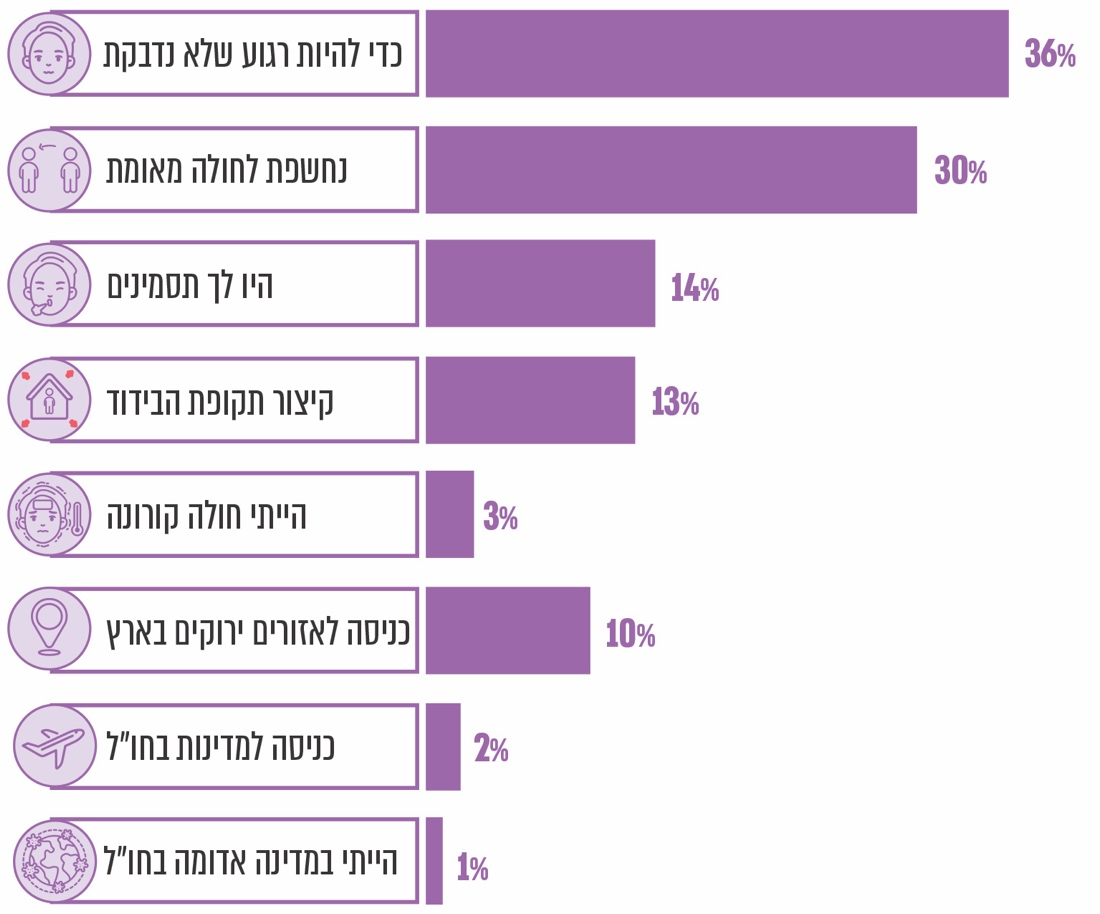 כדי להיות רגוע שלא נדבקת 36%
נחשפת לחולה מאומת 30%
היו לך תסמינים 14%
קיצור תקופת הבידוד 13%
הייתי חולה קורונה 3%
כניסה לאזורים ירוקים בארץ 10%
כניסה למדינות בחו"ל 2%
הייתי במדינה אדומה בחו"ל 1%